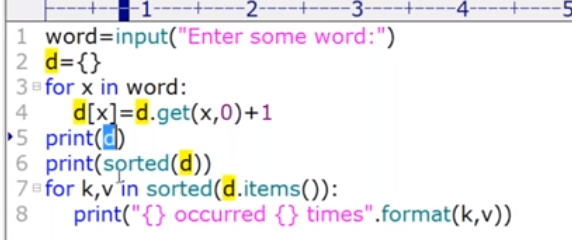 1 2 3 4 5
1 word=input("Enter some word:")
2 d={}
3 for x in word:
4 d[x]=d.get(x,0)+1
5 print(d)
6 print(sorted(d))
7 for k,v in sorted(d.items()):
8 print("{} occurred {} times".format(k,v))